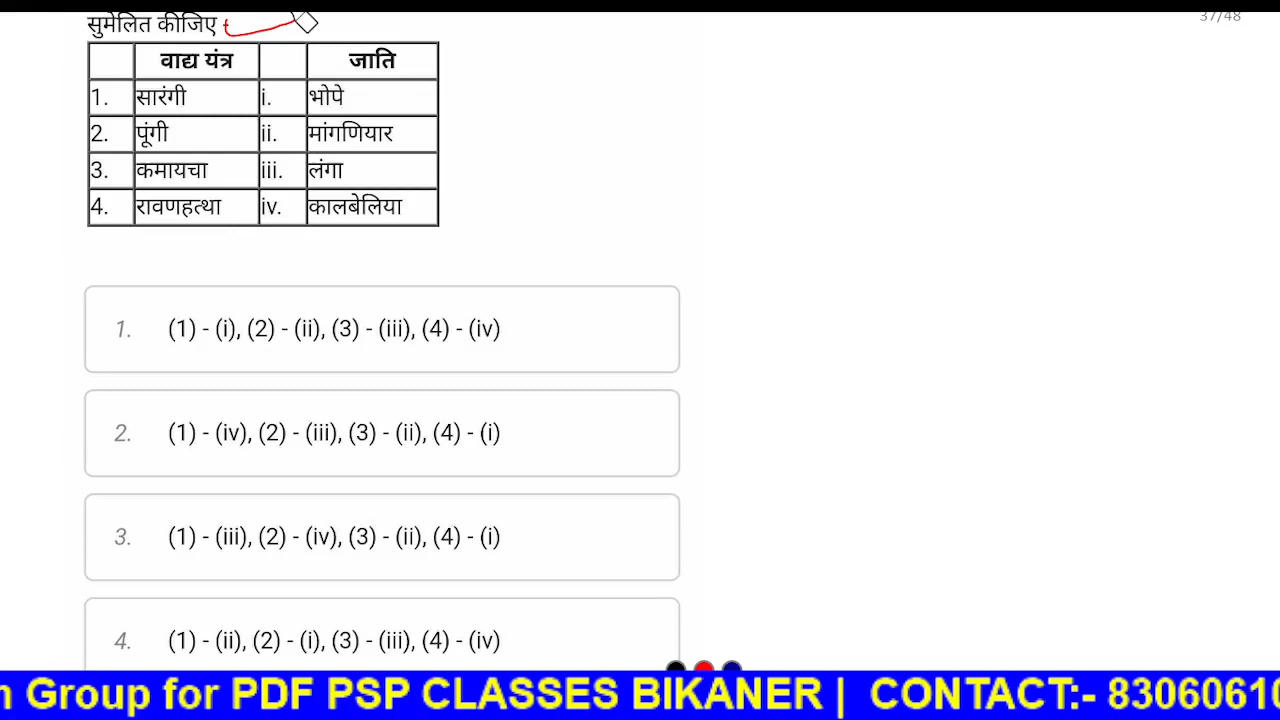 37/48
सुमेलित कीजिए
वाद्य यंत्र जाति
1. सारंगी i. भोपे
2. पूंगी ii. मांगणियार
3. कमायचा iii. लंगा
4. रावणहत्था iv. कालबेलिया
1. (1) - (i), (2) - (ii), (3) - (iii), (4) - (iv)
2. (1) - (iv), (2) - (iii), (3) - (ii), (4) - (i)
3. (1) - (iii), (2) - (iv), (3) - (ii), (4) - (i)
4. (1) - (ii), (2) - (i), (3) - (iii), (4) - (iv)
Group for PDF PSP CLASSES BIKANER | CONTACT:- 8306061